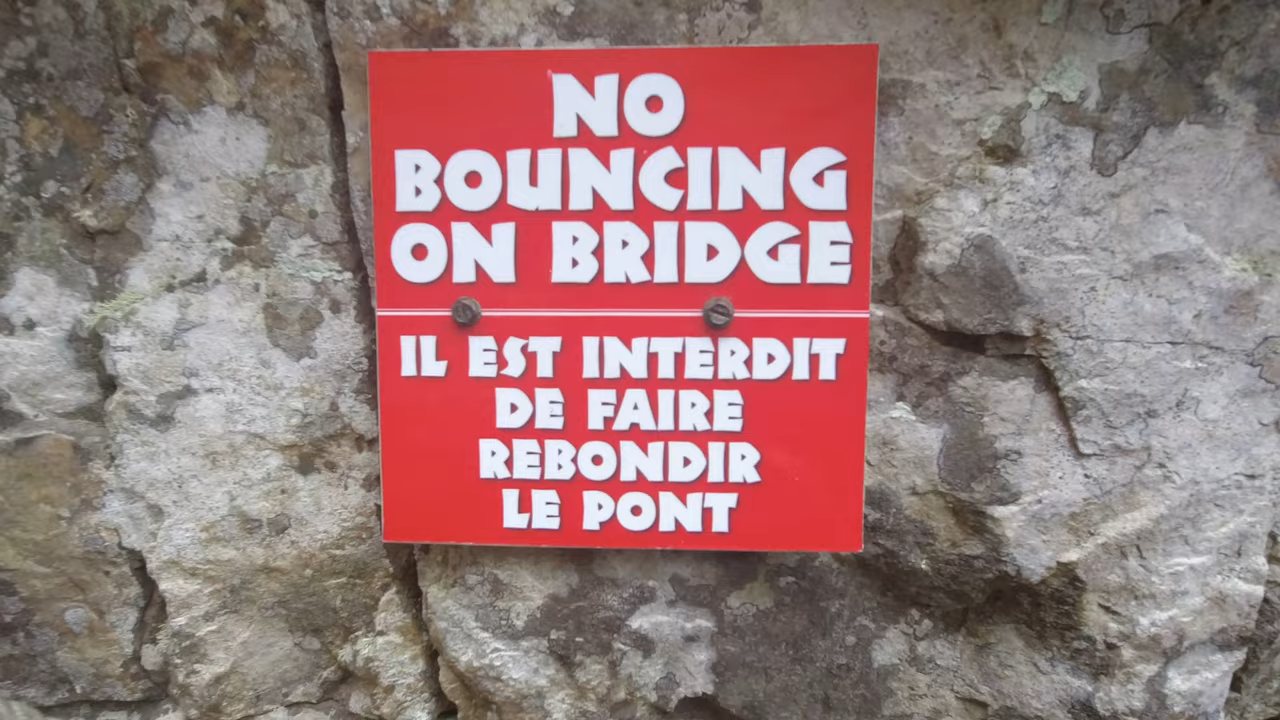 NO
BOUNCING
ON BRIDGE
IL EST INTERDIT
DE FAIRE
REBONDIR
LE PONT